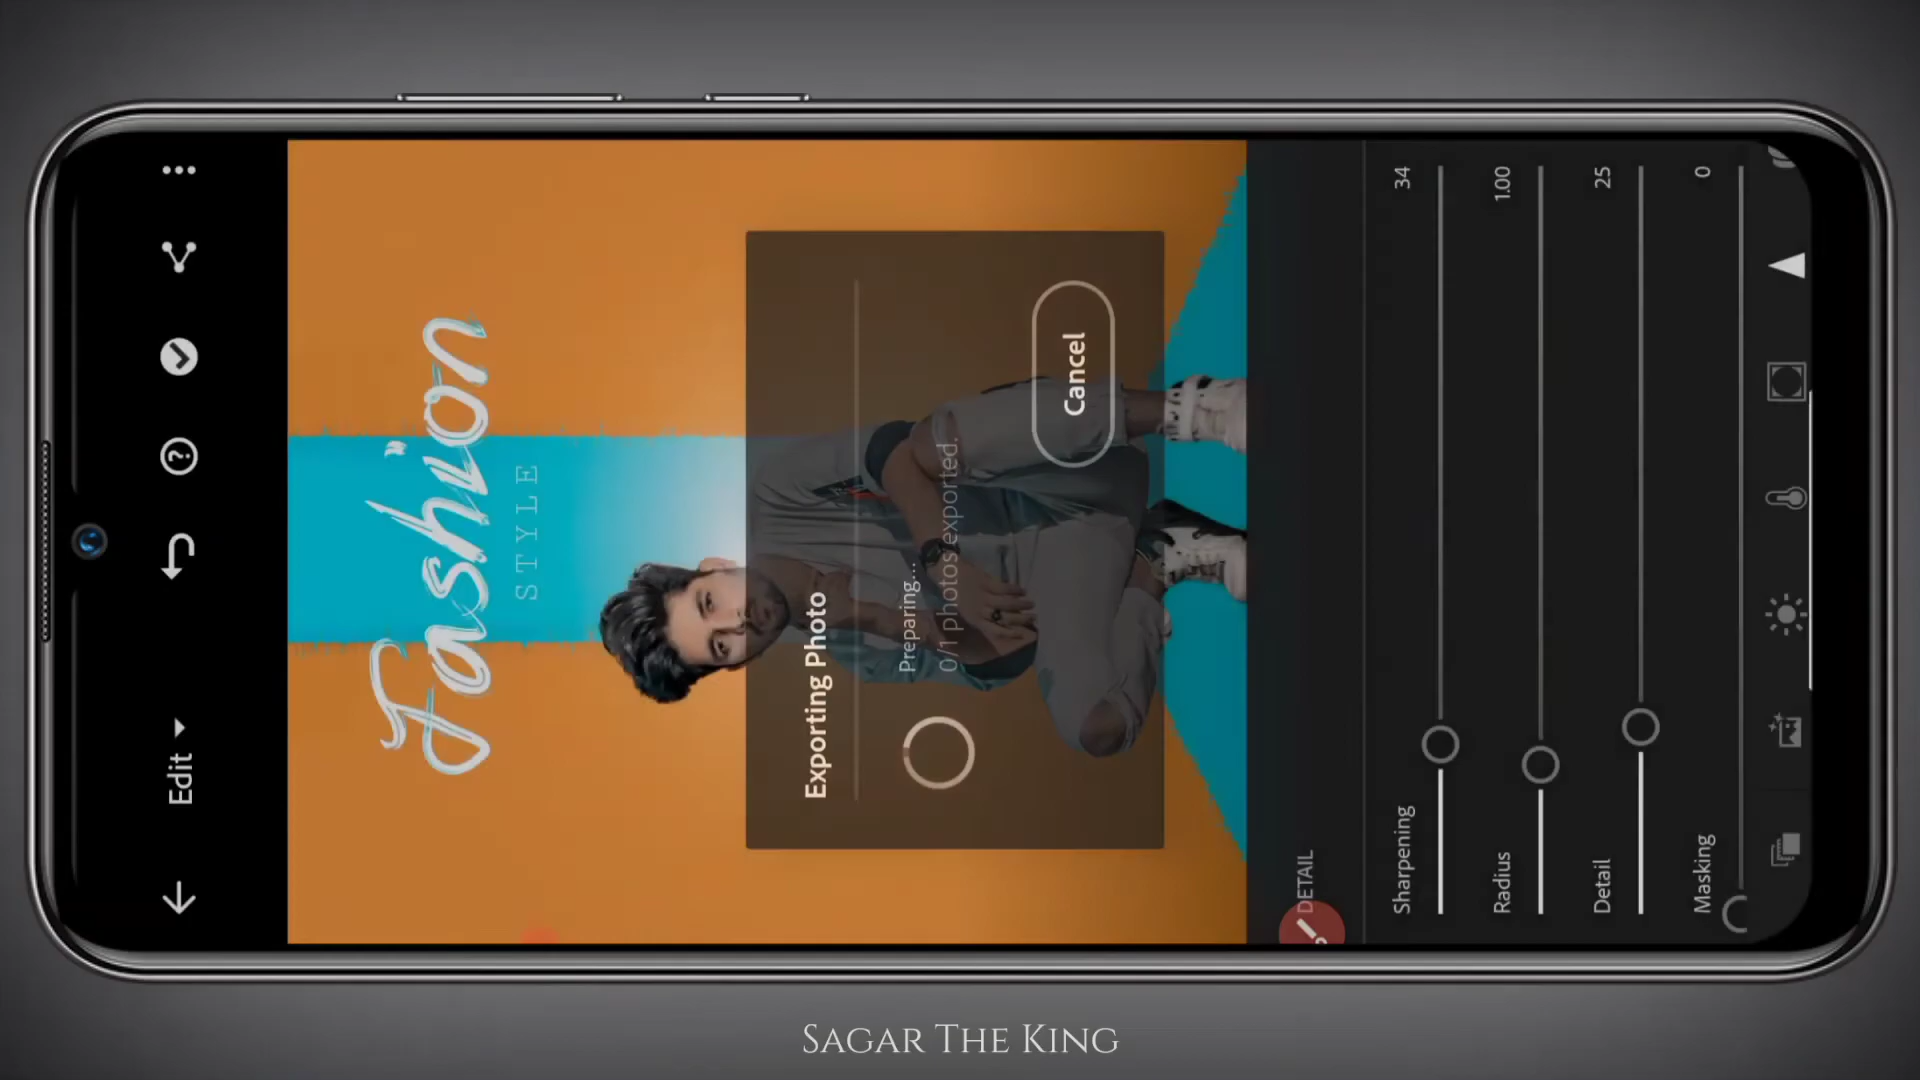 Edit
Fashion
STYLE
Exporting Photo
Preparing...
0/1 photos exported.
Cancel
DETAIL
Sharpening 34
Radius 1.00
Detail 25
Masking 0
SAGAR THE KING